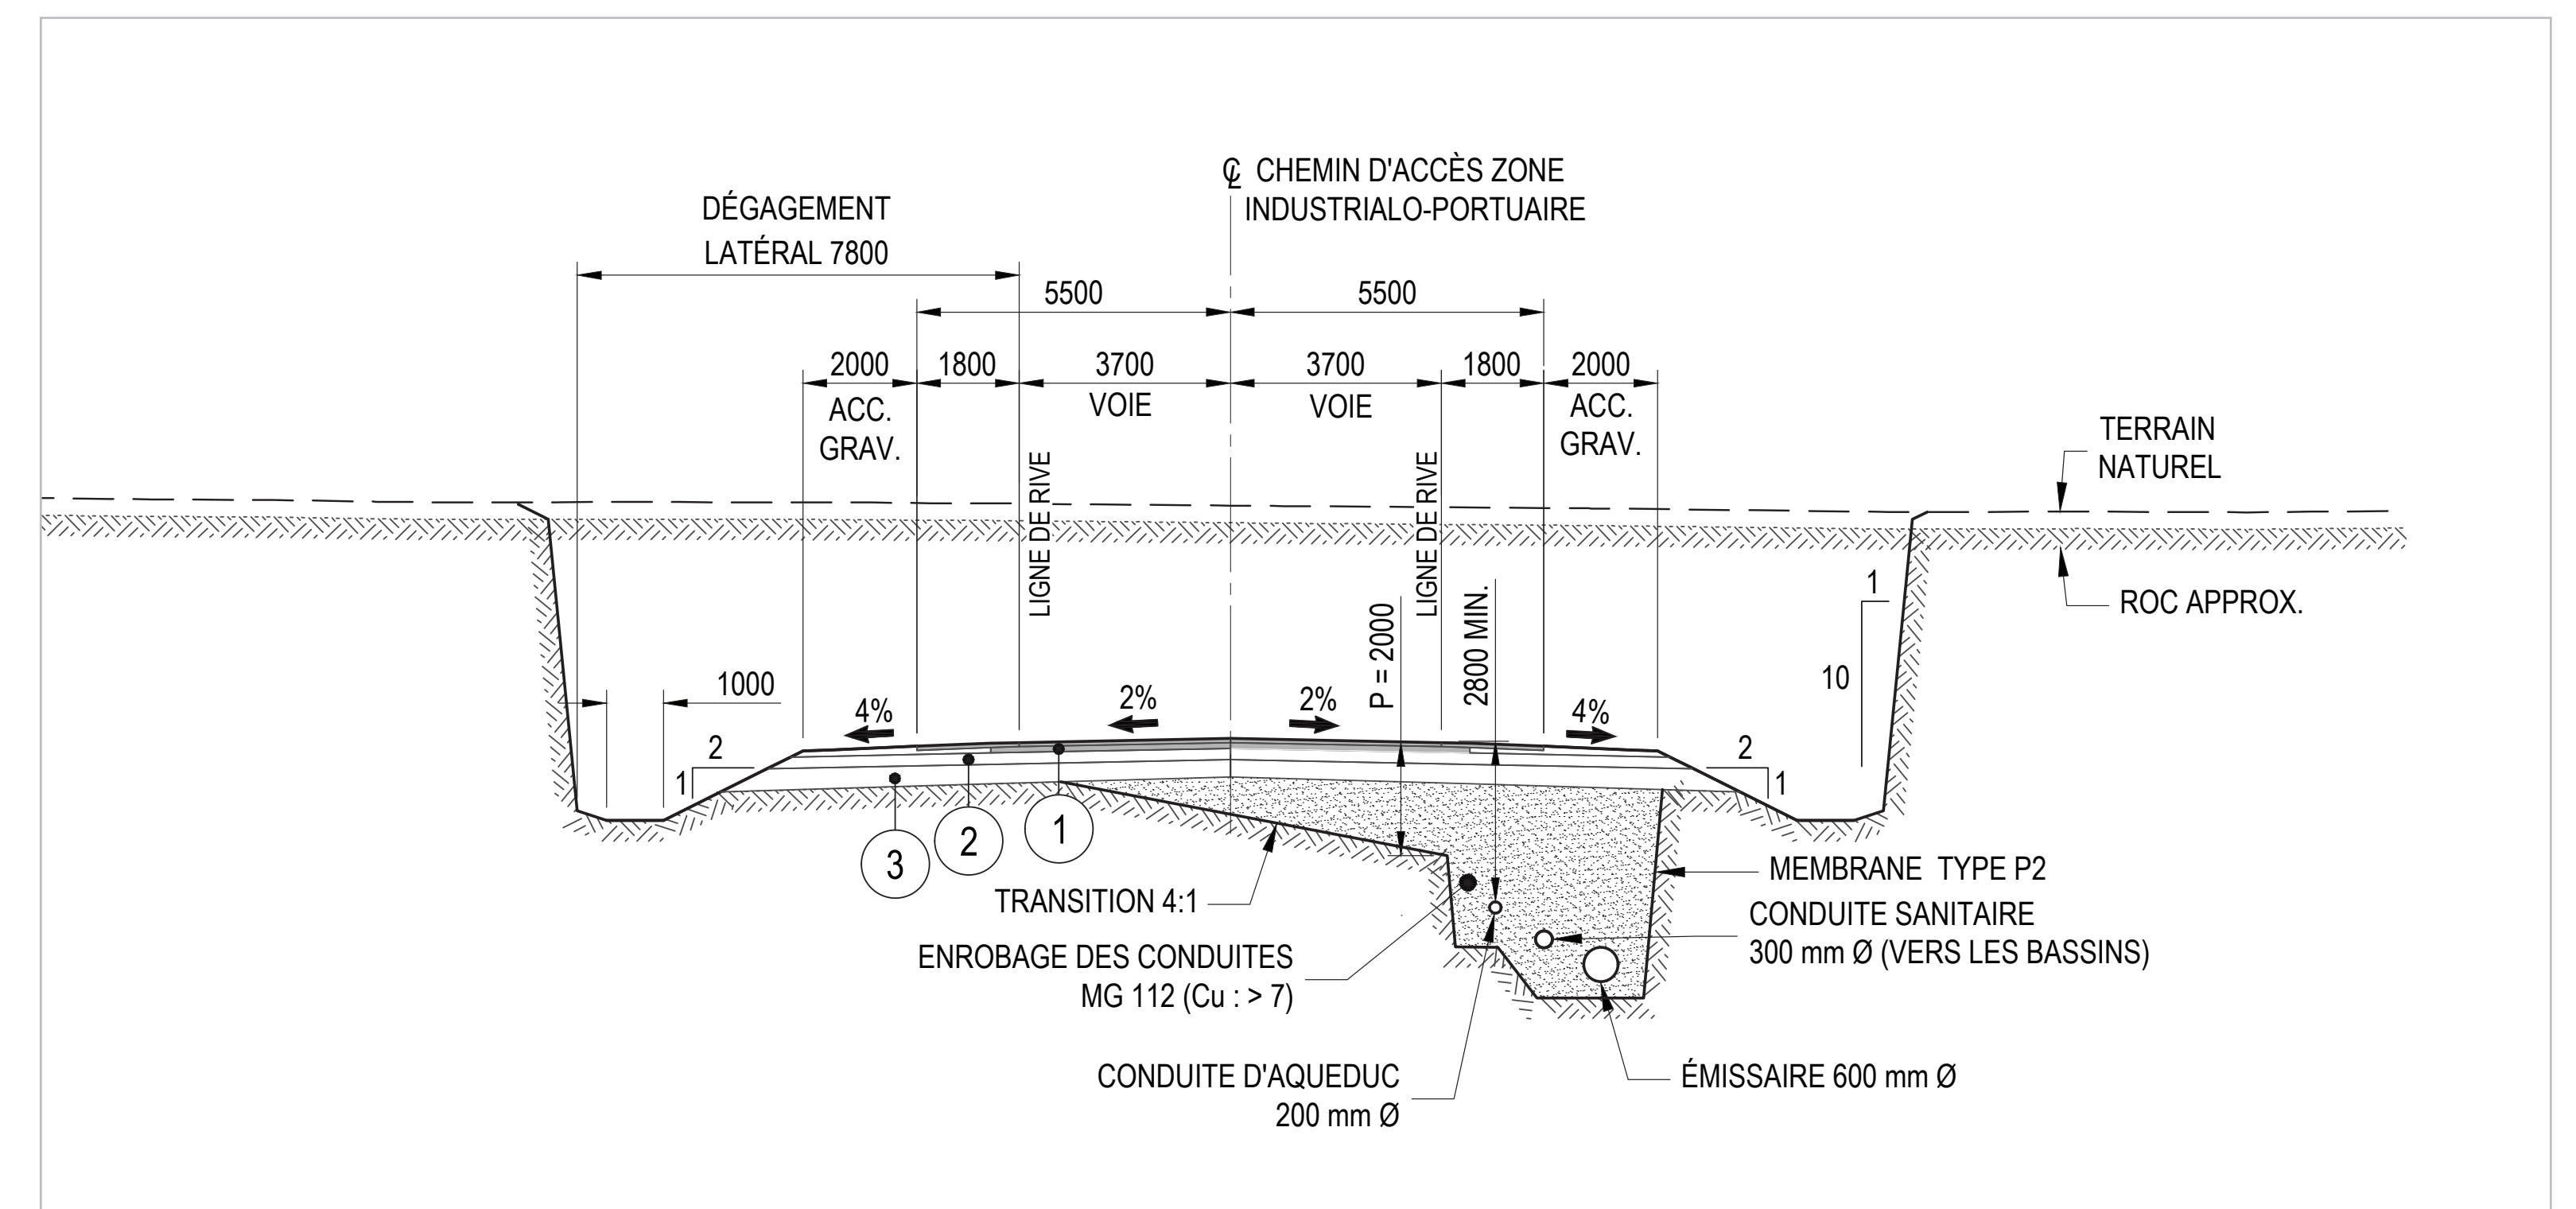 ℄ CHEMIN D'ACCÈS ZONE
INDUSTRIALO-PORTUAIRE
DÉGAGEMENT
LATÉRAL 7800
5500
5500
2000
1800
3700
3700
1800
2000
ACC.
GRAV.
VOIE
VOIE
ACC.
GRAV.
LIGNE DE RIVE
LIGNE DE RIVE
TERRAIN
NATUREL
ROC APPROX.
1
10
P = 2000
2800 MIN.
1000
4%
2%
2%
4%
2
1
2
1
1
2
3
TRANSITION 4:1
MEMBRANE TYPE P2
CONDUITE SANITAIRE
300 mm Ø (VERS LES BASSINS)
ENROBAGE DES CONDUITES
MG 112 (Cu : > 7)
CONDUITE D'AQUEDUC
200 mm Ø
ÉMISSAIRE 600 mm Ø